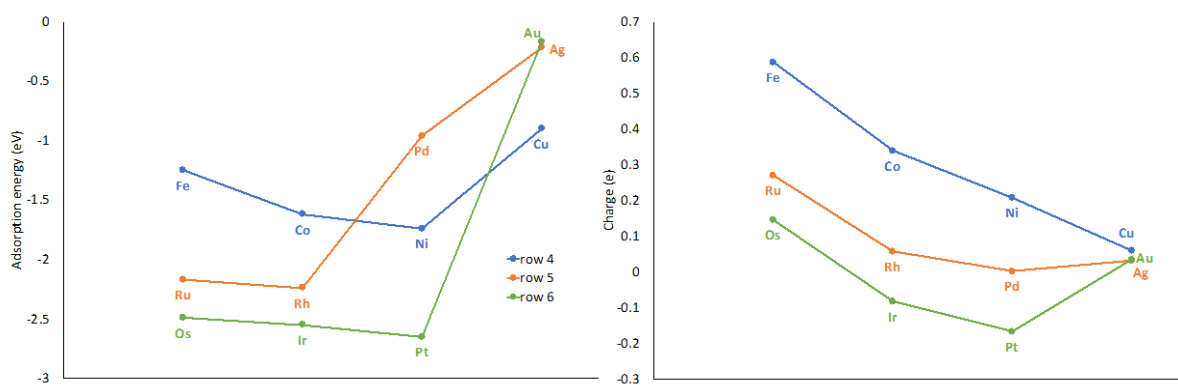 0
-0.5
-1
-1.5
-2
-2.5
-3
Adsorption energy (eV)
Fe
Co
Ni
Cu
Ru
Rh
Pd
Ag
Os
Ir
Pt
Au
row 4
row 5
row 6
0.7
0.6
0.5
0.4
0.3
0.2
0.1
0
-0.1
-0.2
-0.3
Charge (e)
Fe
Co
Ni
Cu
Ru
Rh
Pd
Ag
Os
Ir
Pt
Au